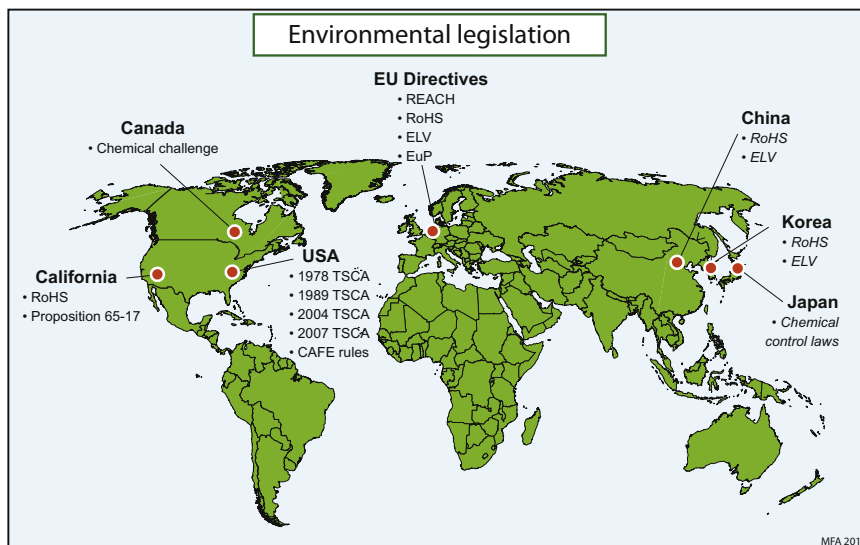 Environmental legislation
EU Directives
• REACH
• RoHS
• ELV
• EuP
Canada
• Chemical challenge
China
• RoHS
• ELV
Korea
• RoHS
• ELV
California
• RoHS
• Proposition 65-17
USA
• 1978 TSCA
• 1989 TSCA
• 2004 TSCA
• 2007 TSCA
• CAFE rules
Japan
• Chemical
control laws
MFA 201